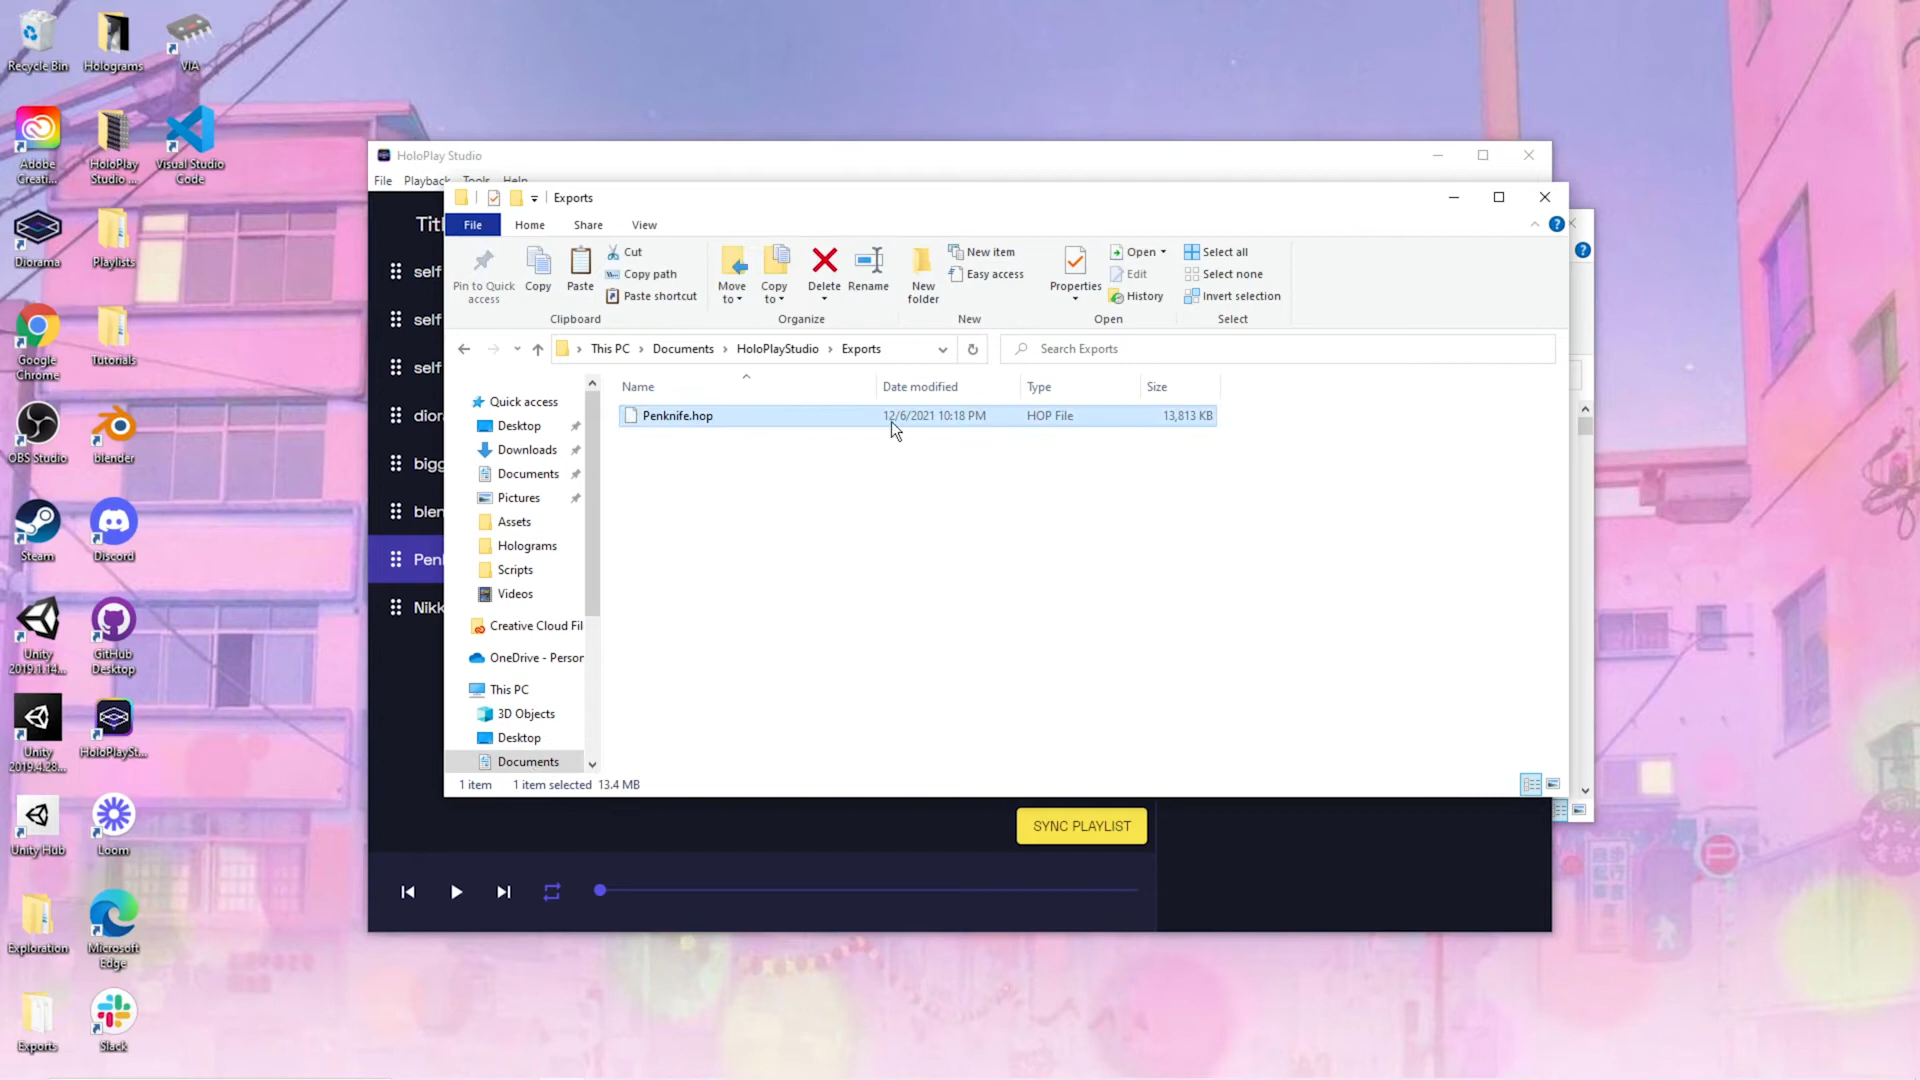 Recycle Bin
Holograms
VIA
Adobe Creati...
HoloPlay Studio ...
Visual Studio Code
Diorama
Playlists
Google Chrome
Tutorials
OBS Studio
blender
Steam
Discord
Unity 2019.1.14...
GitHub Desktop
Unity 2019.4.28...
HoloPlaySt...
Unity Hub
Loom
Exploration
Microsoft Edge
Exports
Slack
HoloPlay Studio
File Playback Tools Help
Titl
self
self
self
dior
bigg
blen
Penl
Nikk
SYNC PLAYLIST
Exports
File Home Share View
Pin to Quick access
Copy
Paste
Cut
Copy path
Paste shortcut
Clipboard
Move to
Copy to
Delete
Rename
Organize
New folder
New item
Easy access
New
Properties
Open
Edit
History
Open
Select all
Select none
Invert selection
Select
This PC > Documents > HoloPlayStudio > Exports
Search Exports
Name Date modified Type Size
Penknife.hop 12/6/2021 10:18 PM HOP File 13,813 KB
Quick access
Desktop
Downloads
Documents
Pictures
Assets
Holograms
Scripts
Videos
Creative Cloud Fil
OneDrive - Person
This PC
3D Objects
Desktop
Documents
1 item 1 item selected 13.4 MB